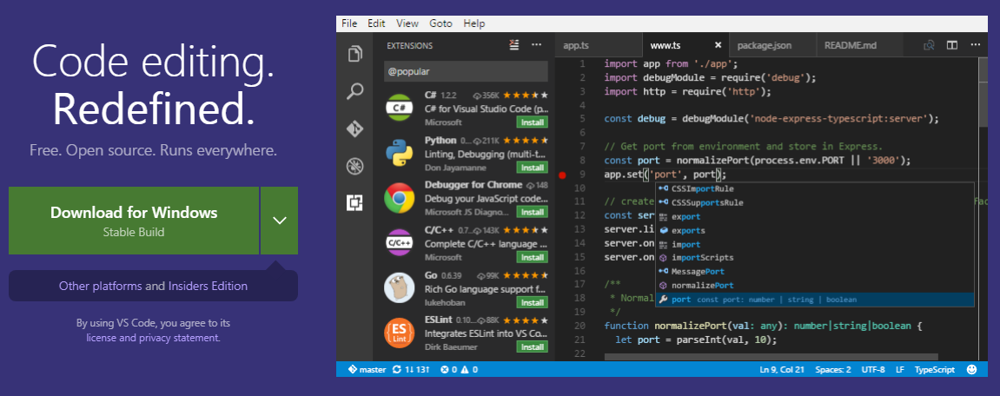 Code editing.
Redefined.
Free. Open source. Runs everywhere.
Download for Windows
Stable Build
Other platforms and Insiders Edition
By using VS Code, you agree to its
license and privacy statement.
File Edit View Goto Help
EXTENSIONS
@popular
C# 1.2.2 356K
C# for Visual Studio Code (p...
Microsoft Install
Python 0... 211K
Linting, Debugging (multi-t...
Don Jayamanne Install
Debugger for Chrome 148
Debug your JavaScript code...
Microsoft JS Diagno... Install
C/C++ 0.7... 143K
Complete C/C++ language ...
Microsoft Install
Go 0.6.39 99K
Rich Go language support f...
lukehoban Install
ESLint 0.10... 88K
Integrates ESLint into VS Co...
Dirk Baeumer Install
C#
C/C++
ES
Lint
app.ts www.ts package.json README.md
1 import app from './app';
2 import debugModule = require('debug');
3 import http = require('http');
4
5 const debug = debugModule('node-express-typescript:server');
6
7 // Get port from environment and store in Express.
8 const port = normalizePort(process.env.PORT || '3000');
9 app.set('port', port);
10
11 // create Fac
12 const ser
13 server.li
14 server.on
15 server.on
16
17 /**
18 * Normal
19 */
20 function normalizePort(val: any): number|string|boolean {
21 let port = parseInt(val, 10);
22
CSSImportRule
CSSSupportsRule
export
exports
import
importScripts
MessagePort
normalizePort
port const port: number | string | boolean
master 1↓ 13↑ 0 0 Ln 9, Col 21 Spaces: 2 UTF-8 LF TypeScript